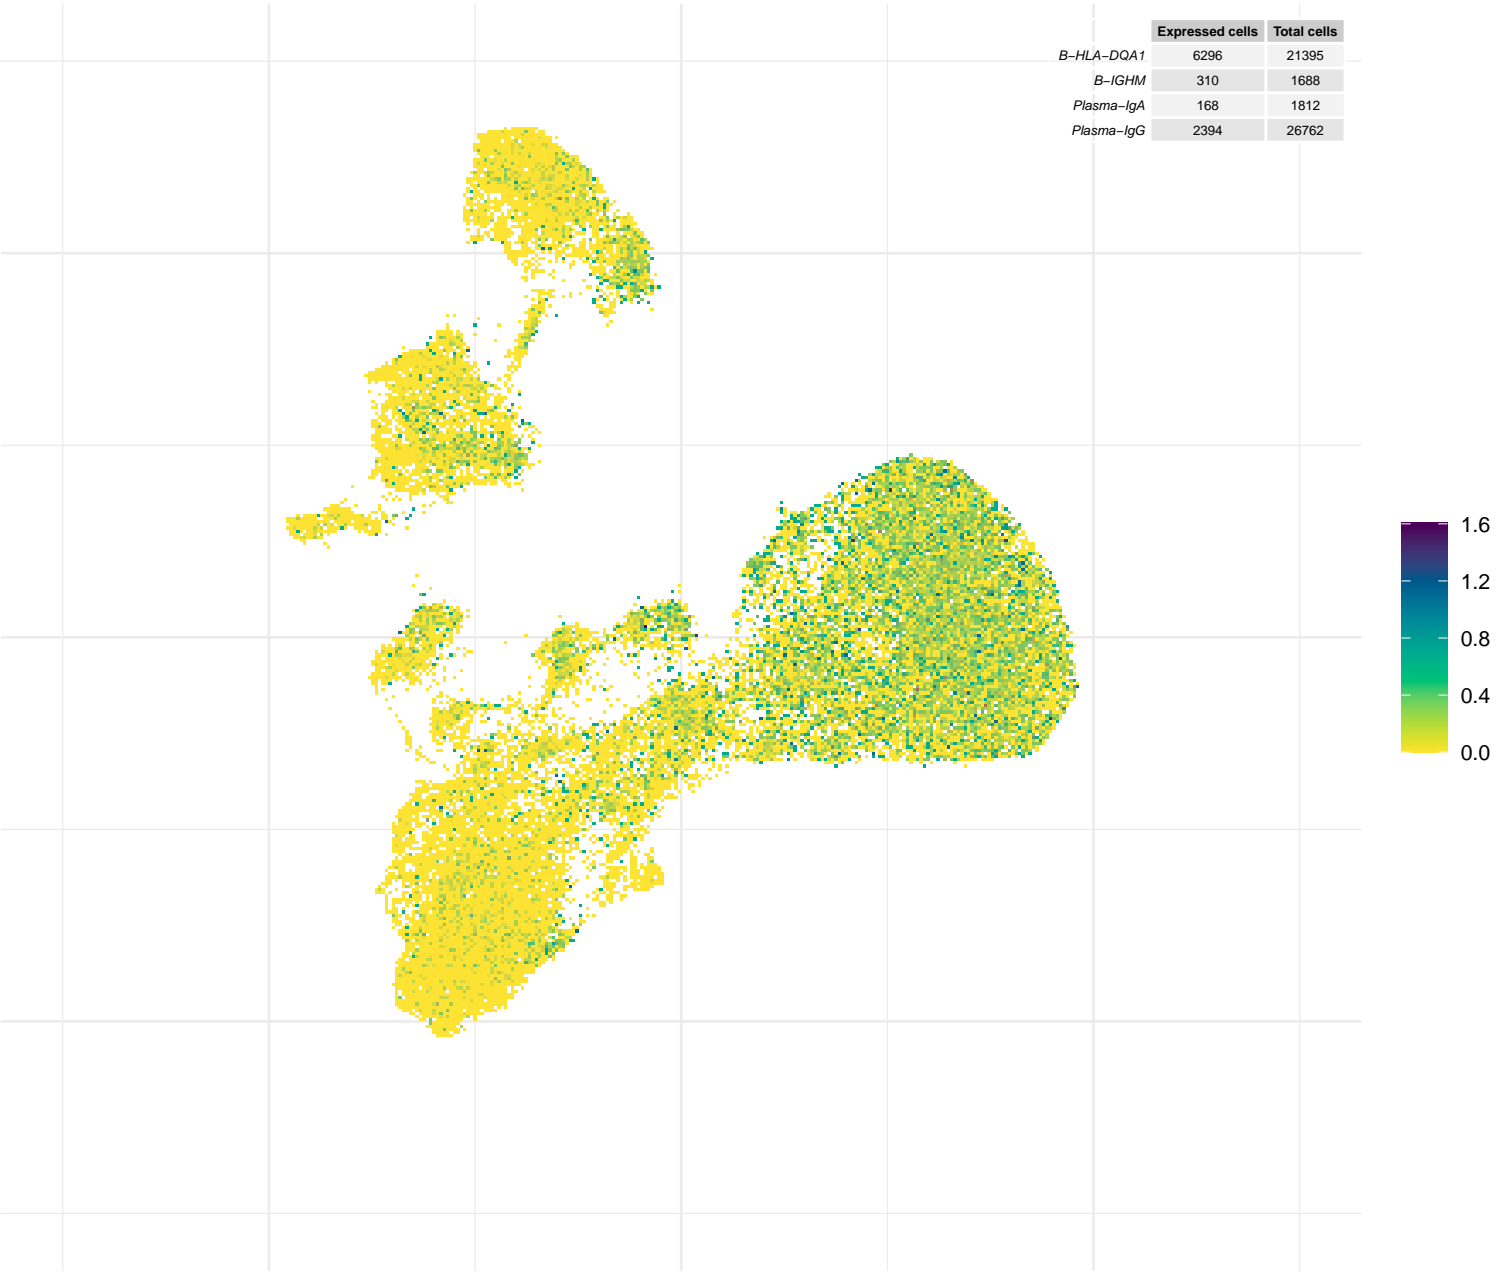 Expressed cells Total cells
B−HLA−DQA1 6296 21395
B−IGHM 310 1688
Plasma−IgA 168 1812
Plasma−IgG 2394 26762
1.6
1.2
0.8
0.4
0.0